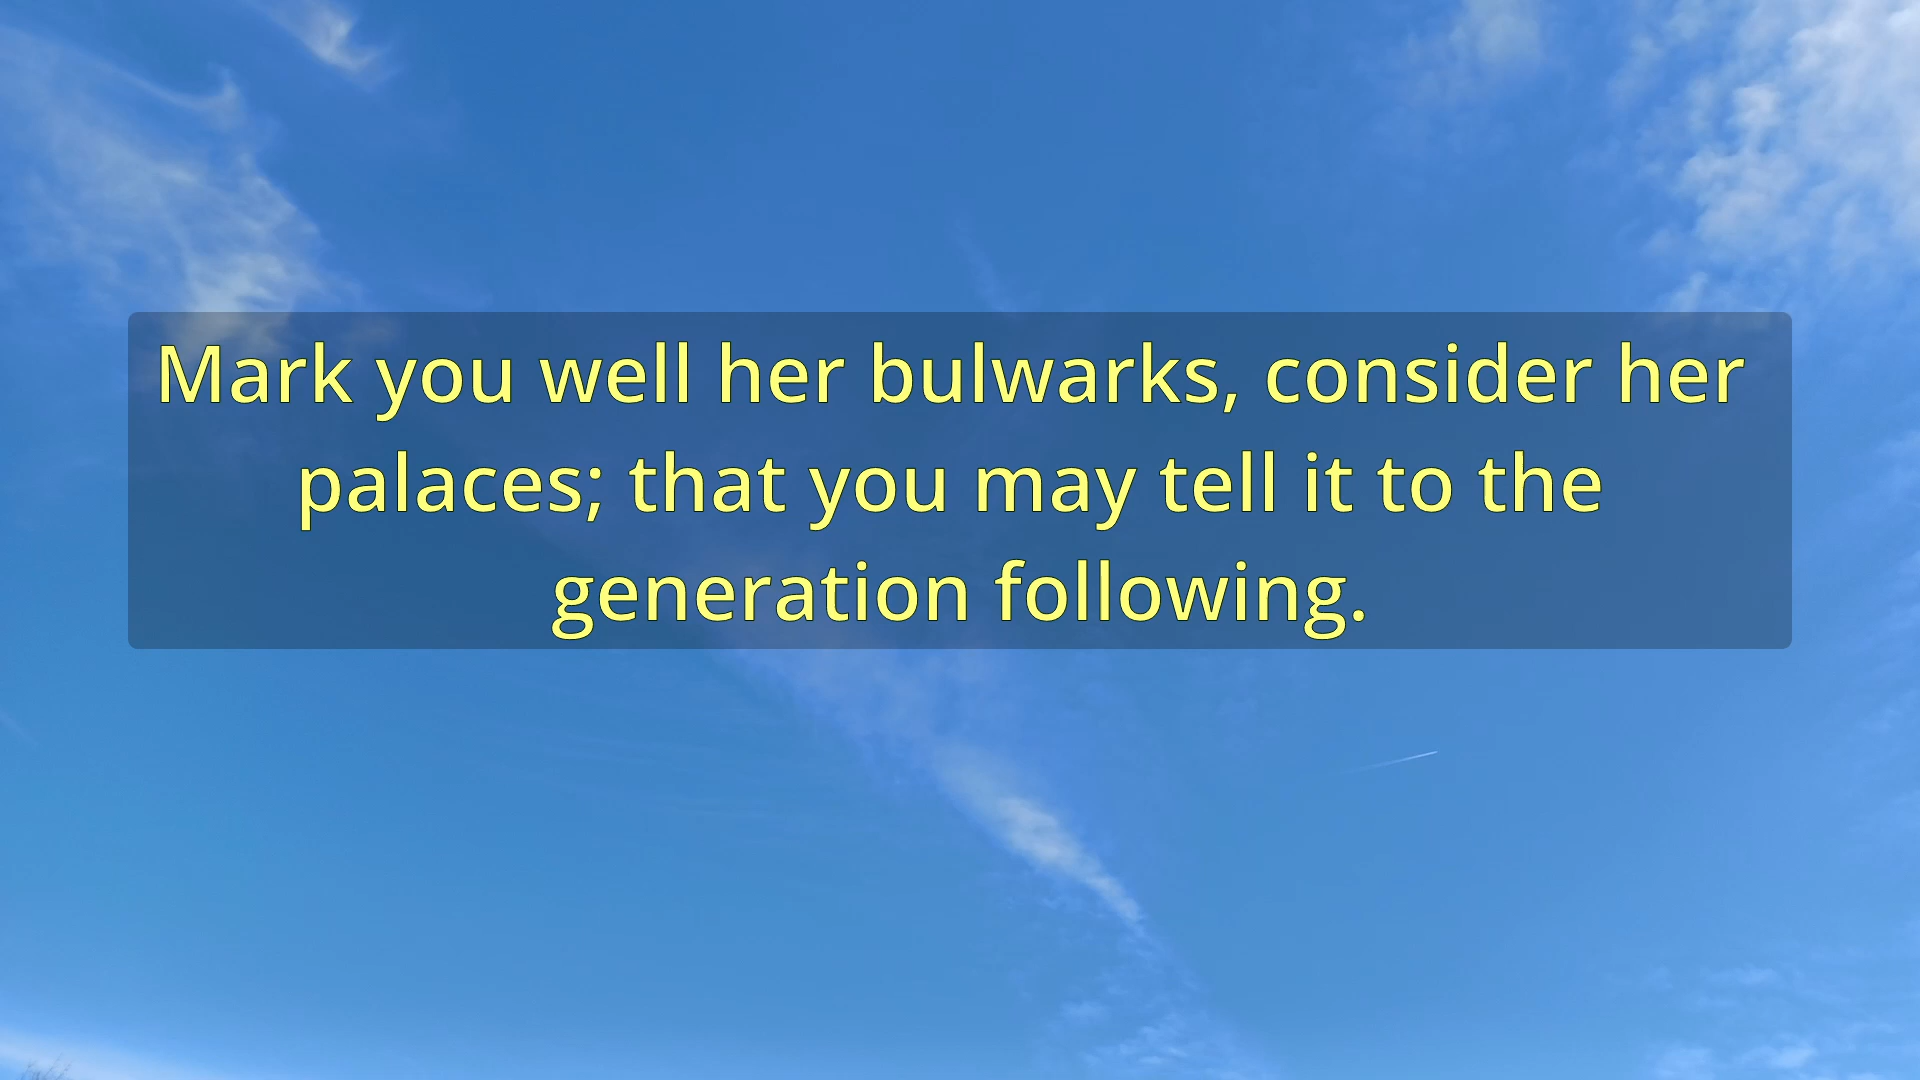 Mark you well her bulwarks, consider her
palaces; that you may tell it to the
generation following.